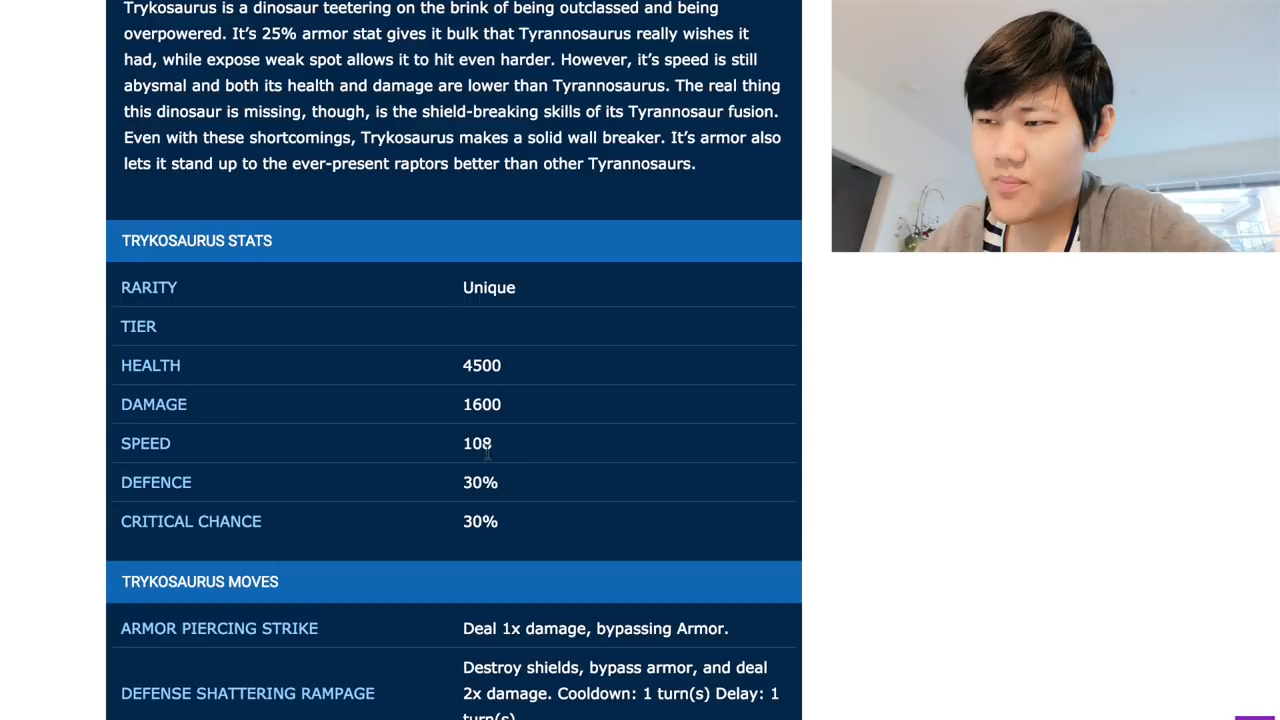 Trykosaurus is a dinosaur teetering on the brink of being outclassed and being
overpowered. It’s 25% armor stat gives it bulk that Tyrannosaurus really wishes it
had, while expose weak spot allows it to hit even harder. However, it’s speed is still
abysmal and both its health and damage are lower than Tyrannosaurus. The real thing
this dinosaur is missing, though, is the shield-breaking skills of its Tyrannosaur fusion.
Even with these shortcomings, Trykosaurus makes a solid wall breaker. It’s armor also
lets it stand up to the ever-present raptors better than other Tyrannosaurs.
TRYKOSAURUS STATS
RARITY Unique
TIER
HEALTH 4500
DAMAGE 1600
SPEED 108
DEFENCE 30%
CRITICAL CHANCE 30%
TRYKOSAURUS MOVES
ARMOR PIERCING STRIKE Deal 1x damage, bypassing Armor.
Destroy shields, bypass armor, and deal
DEFENSE SHATTERING RAMPAGE 2x damage. Cooldown: 1 turn(s) Delay: 1
turn(s)